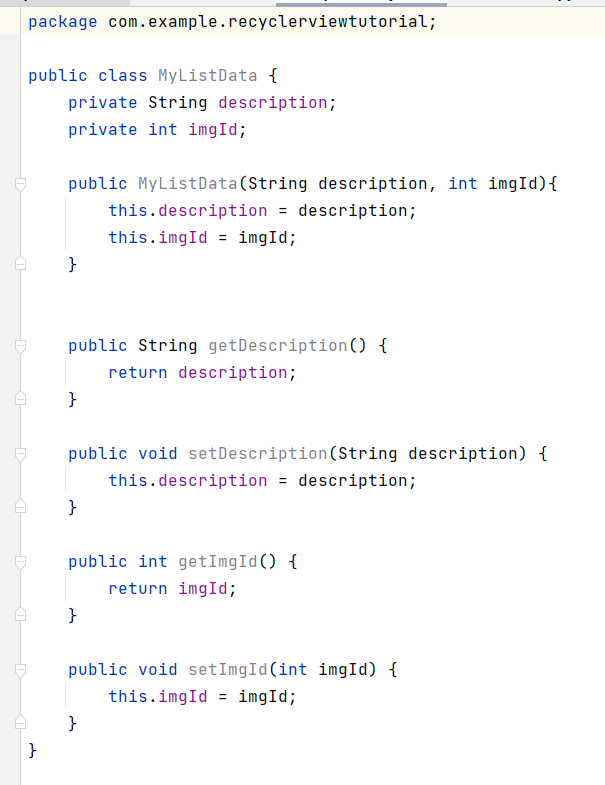 package com.example.recyclerviewtutorial;
public class MyListData {
    private String description;
    private int imgId;
    public MyListData(String description, int imgId){
        this.description = description;
        this.imgId = imgId;
    }
    public String getDescription() {
        return description;
    }
    public void setDescription(String description) {
        this.description = description;
    }
    public int getImgId() {
        return imgId;
    }
    public void setImgId(int imgId) {
        this.imgId = imgId;
    }
}